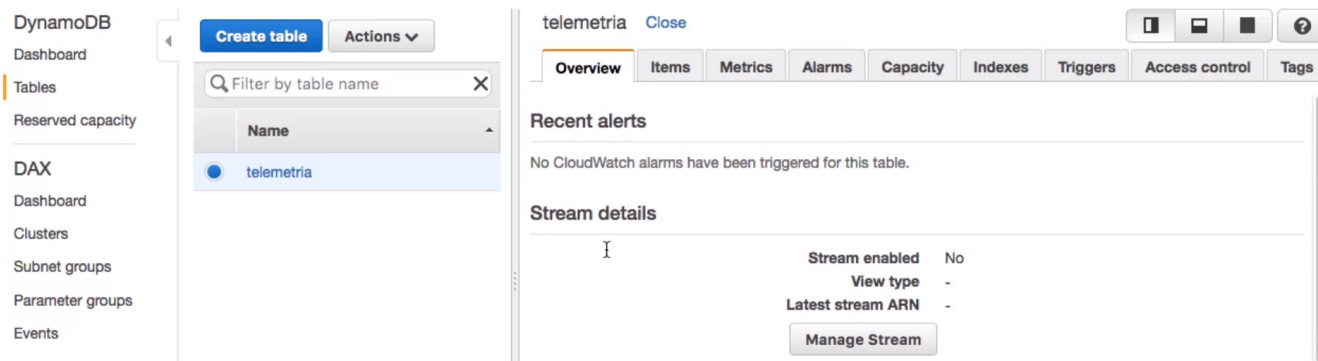 DynamoDB
Dashboard
Tables
Reserved capacity
DAX
Dashboard
Clusters
Subnet groups
Parameter groups
Events
Create table
Actions
Filter by table name
Name
telemetria
telemetria Close
Overview Items Metrics Alarms Capacity Indexes Triggers Access control Tags
Recent alerts
No CloudWatch alarms have been triggered for this table.
Stream details
Stream enabled No
View type -
Latest stream ARN -
Manage Stream